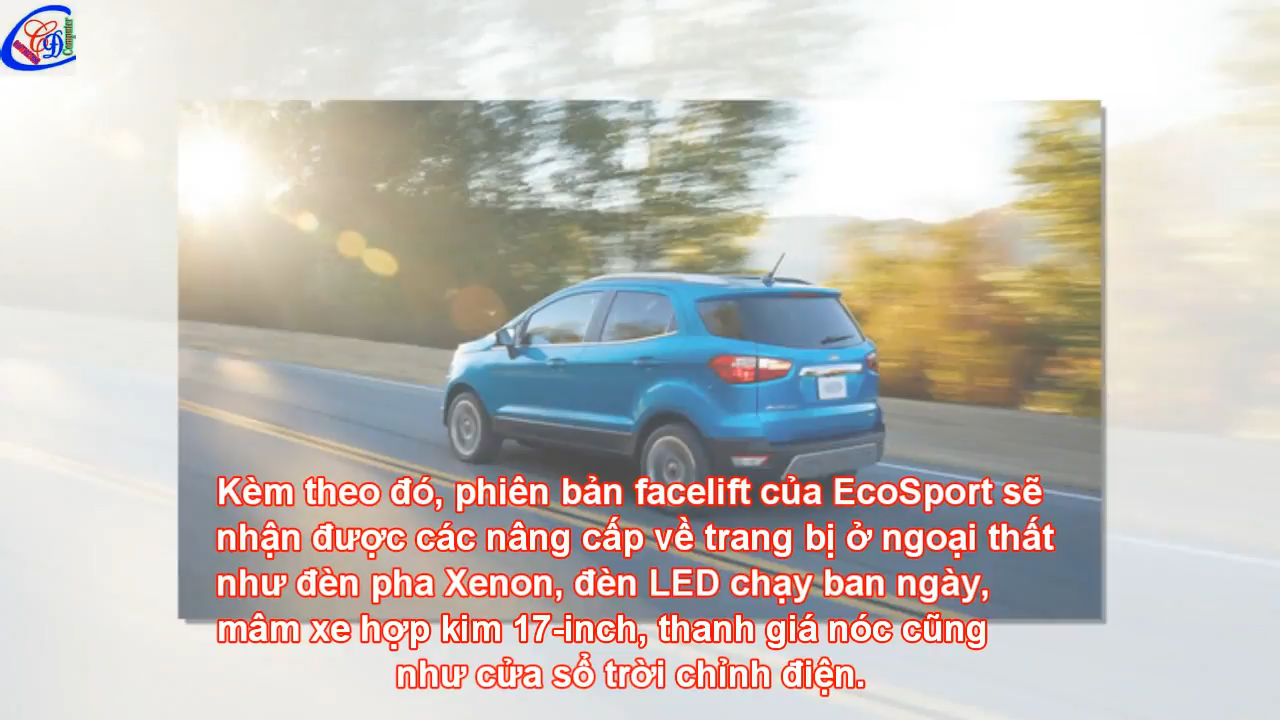 Computer
Kèm theo đó, phiên bản facelift của EcoSport sẽ
nhận được các nâng cấp về trang bị ở ngoại thất
như đèn pha Xenon, đèn LED chạy ban ngày,
mâm xe hợp kim 17-inch, thanh giá nóc cũng
như cửa sổ trời chỉnh điện.